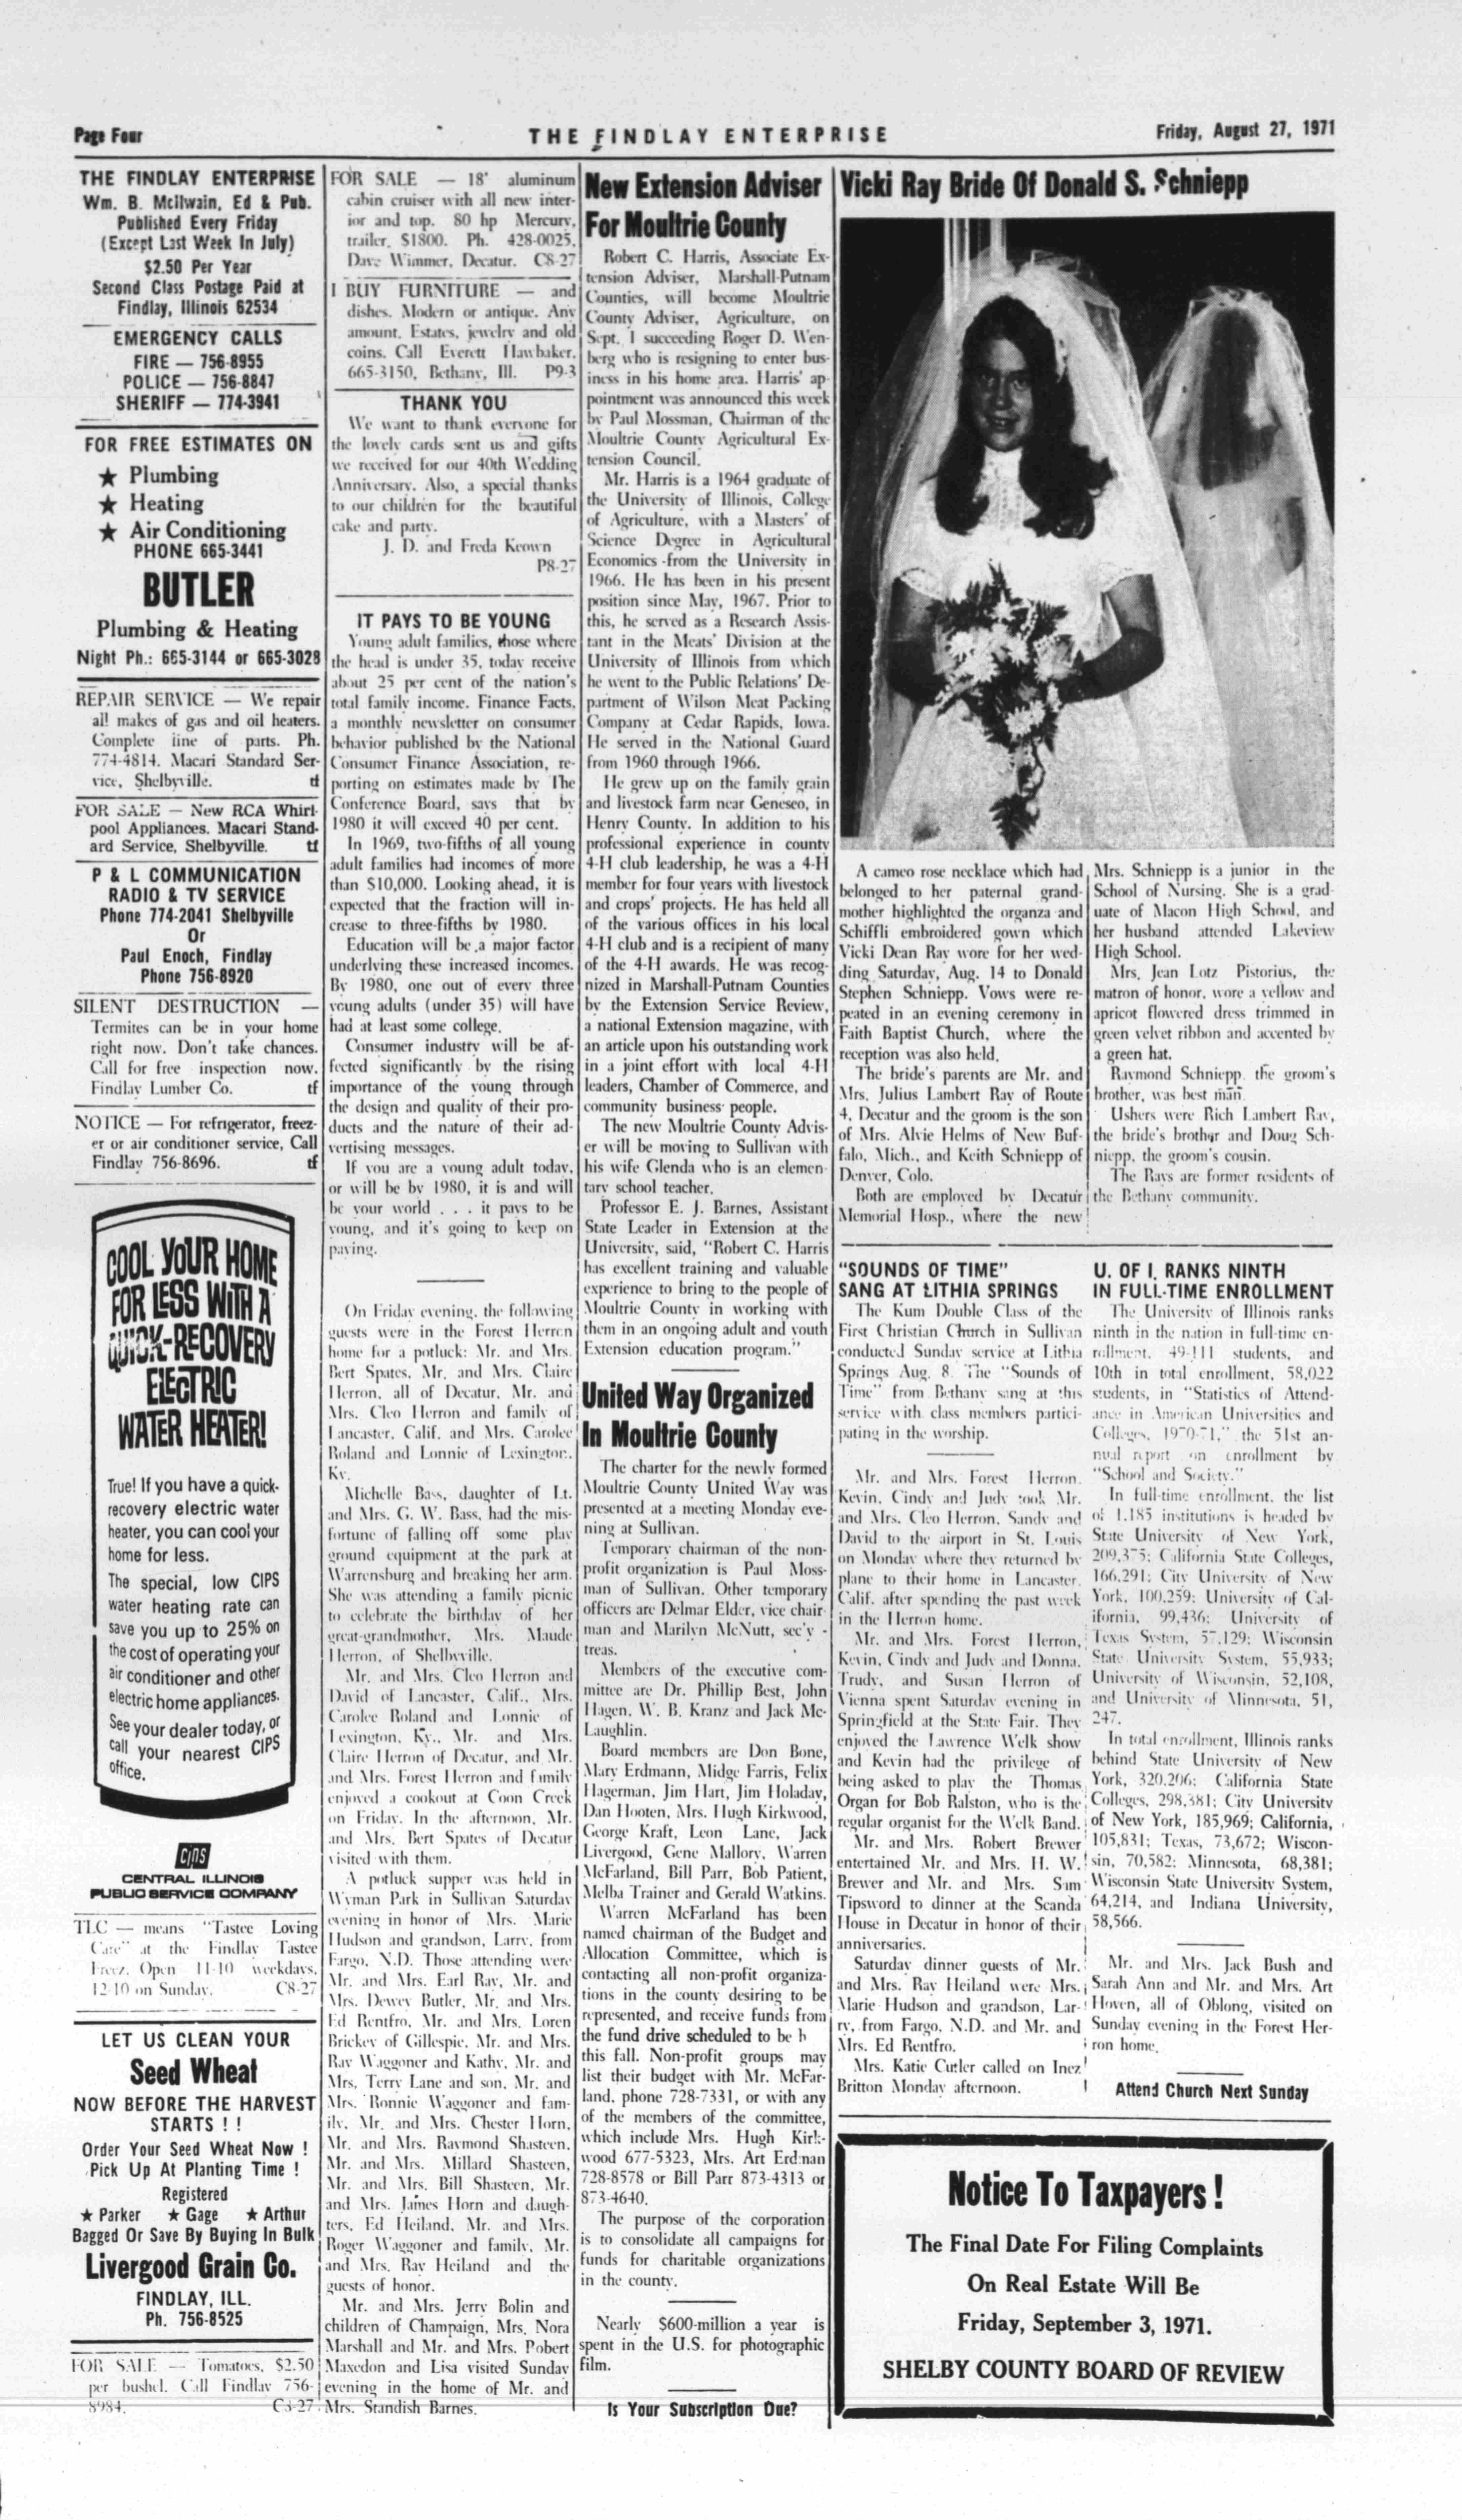 Page Four
THE FINDLAY ENTERPRISE
Friday, August 27, 1971
THE FINDLAY ENTERPRISE
Wm. B. McIlwain, Ed & Pub.
Published Every Friday
(Except Last Week In July)
$2.50 Per Year
Second Class Postage Paid at
Findlay, Illinois 62534
EMERGENCY CALLS
FIRE — 756-8955
POLICE — 756-8847
SHERIFF — 774-3941
FOR FREE ESTIMATES ON
★ Plumbing
★ Heating
★ Air Conditioning
PHONE 665-3441
BUTLER
Plumbing & Heating
Night Ph.: 665-3144 or 665-3028
REPAIR SERVICE — We repair
all makes of gas and oil heaters.
Complete line of parts. Ph.
774-4814. Macari Standard Ser-
vice, Shelbyville. tf
FOR SALE — New RCA Whirl-
pool Appliances. Macari Stand-
ard Service, Shelbyville. tf
P & L COMMUNICATION
RADIO & TV SERVICE
Phone 774-2041 Shelbyville
Or
Paul Enoch, Findlay
Phone 756-8920
SILENT DESTRUCTION —
Termites can be in your home
right now. Don't take chances.
Call for free inspection now.
Findlay Lumber Co. tf
NOTICE — For refrigerator, freez-
er or air conditioner service, Call
Findlay 756-8696. tf
COOL YOUR HOME
FOR LESS WITH A
QUICK-RECOVERY
ELECTRIC
WATER HEATER!
True! If you have a quick-
recovery electric water
heater, you can cool your
home for less.
The special, low CIPS
water heating rate can
save you up to 25% on
the cost of operating your
air conditioner and other
electric home appliances.
See your dealer today, or
call your nearest CIPS
office.
CIPS
CENTRAL ILLINOIS
PUBLIC SERVICE COMPANY
TLC — means "Tastee Loving
Care" at the Findlay Tastee
Freez. Open 11-10 weekdays,
12-10 on Sunday. C8-27
LET US CLEAN YOUR
Seed Wheat
NOW BEFORE THE HARVEST
STARTS ! !
Order Your Seed Wheat Now !
Pick Up At Planting Time !
Registered
★ Parker ★ Gage ★ Arthur
Bagged Or Save By Buying In Bulk
Livergood Grain Co.
FINDLAY, ILL.
Ph. 756-8525
FOR SALE — Tomatoes, $2.50
per bushel. Call Findlay 756-
8984. C8-27
FOR SALE — 18' aluminum
cabin cruiser with all new inter-
ior and top. 80 hp Mercury,
trailer, $1800. Ph. 428-0025,
Dave Wimmer, Decatur. C8-27
I BUY FURNITURE — and
dishes. Modern or antique. Any
amount. Estates, jewelry and old
coins. Call Everett Hawbaker,
665-3150, Bethany, Ill. P9-3
THANK YOU
We want to thank everyone for
the lovely cards sent us and gifts
we received for our 40th Wedding
Anniversary. Also, a special thanks
to our children for the beautiful
cake and party.
J. D. and Freda Keown
P8-27
IT PAYS TO BE YOUNG
Young adult families, those where
the head is under 35, today receive
about 25 per cent of the nation's
total family income. Finance Facts,
a monthly newsletter on consumer
behavior published by the National
Consumer Finance Association, re-
porting on estimates made by The
Conference Board, says that by
1980 it will exceed 40 per cent.
In 1969, two-fifths of all young
adult families had incomes of more
than $10,000. Looking ahead, it is
expected that the fraction will in-
crease to three-fifths by 1980.
Education will be a major factor
underlying these increased incomes.
By 1980, one out of every three
young adults (under 35) will have
had at least some college.
Consumer industry will be af-
fected significantly by the rising
importance of the young through
the design and quality of their pro-
ducts and the nature of their ad-
vertising messages.
If you are a young adult today,
or will be by 1980, it is and will
be your world . . . it pays to be
young, and it's going to keep on
paying.
On Friday evening, the following
guests were in the Forest Herron
home for a potluck: Mr. and Mrs.
Bert Spates, Mr. and Mrs. Claire
Herron, all of Decatur, Mr. and
Mrs. Cleo Herron and family of
Lancaster, Calif. and Mrs. Carolee
Roland and Lonnie of Lexington,
Ky.
Michelle Bass, daughter of Lt.
and Mrs. G. W. Bass, had the mis-
fortune of falling off some play
ground equipment at the park at
Warrensburg and breaking her arm.
She was attending a family picnic
to celebrate the birthday of her
great-grandmother, Mrs. Maude
Herron, of Shelbyville.
Mr. and Mrs. Cleo Herron and
David of Lancaster, Calif., Mrs.
Carolee Roland and Lonnie of
Lexington, Ky., Mr. and Mrs.
Claire Herron of Decatur, and Mr.
and Mrs. Forest Herron and family
enjoyed a cookout at Coon Creek
on Friday. In the afternoon, Mr.
and Mrs. Bert Spates of Decatur
visited with them.
A potluck supper was held in
Wyman Park in Sullivan Saturday
evening in honor of Mrs. Marie
Hudson and grandson, Larry, from
Fargo, N.D. Those attending were
Mr. and Mrs. Earl Ray, Mr. and
Mrs. Dewey Butler, Mr. and Mrs.
Ed Rentfro, Mr. and Mrs. Loren
Brickey of Gillespie, Mr. and Mrs.
Ray Waggoner and Kathy, Mr. and
Mrs. Terry Lane and son, Mr. and
Mrs. Ronnie Waggoner and fam-
ily, Mr. and Mrs. Chester Horn,
Mr. and Mrs. Raymond Shasteen,
Mr. and Mrs. Millard Shasteen,
Mr. and Mrs. Bill Shasteen, Mr.
and Mrs. James Horn and daugh-
ters, Ed Heiland, Mr. and Mrs.
Roger Waggoner and family, Mr.
and Mrs. Ray Heiland and the
guests of honor.
Mr. and Mrs. Jerry Bolin and
children of Champaign, Mrs. Nora
Marshall and Mr. and Mrs. Robert
Maxedon and Lisa visited Sunday
evening in the home of Mr. and
Mrs. Standish Barnes.
New Extension Adviser
For Moultrie County
Robert C. Harris, Associate Ex-
tension Adviser, Marshall-Putnam
Counties, will become Moultrie
County Adviser, Agriculture, on
Sept. 1 succeeding Roger D. Wen-
berg who is resigning to enter bus-
iness in his home area. Harris' ap-
pointment was announced this week
by Paul Mossman, Chairman of the
Moultrie County Agricultural Ex-
tension Council.
Mr. Harris is a 1964 graduate of
the University of Illinois, College
of Agriculture, with a Masters' of
Science Degree in Agricultural
Economics -from the University in
1966. He has been in his present
position since May, 1967. Prior to
this, he served as a Research Assis-
tant in the Meats' Division at the
University of Illinois from which
he went to the Public Relations' De-
partment of Wilson Meat Packing
Company at Cedar Rapids, Iowa.
He served in the National Guard
from 1960 through 1966.
He grew up on the family grain
and livestock farm near Geneseo, in
Henry County. In addition to his
professional experience in county
4-H club leadership, he was a 4-H
member for four years with livestock
and crops' projects. He has held all
of the various offices in his local
4-H club and is a recipient of many
of the 4-H awards. He was recog-
nized in Marshall-Putnam Counties
by the Extension Service Review,
a national Extension magazine, with
an article upon his outstanding work
in a joint effort with local 4-H
leaders, Chamber of Commerce, and
community business people.
The new Moultrie County Advis-
er will be moving to Sullivan with
his wife Glenda who is an elemen-
tary school teacher.
Professor E. J. Barnes, Assistant
State Leader in Extension at the
University, said, "Robert C. Harris
has excellent training and valuable
experience to bring to the people of
Moultrie County in working with
them in an ongoing adult and youth
Extension education program."
United Way Organized
In Moultrie County
The charter for the newly formed
Moultrie County United Way was
presented at a meeting Monday eve-
ning at Sullivan.
Temporary chairman of the non-
profit organization is Paul Moss-
man of Sullivan. Other temporary
officers are Delmar Elder, vice chair-
man and Marilyn McNutt, sec'y -
treas.
Members of the executive com-
mittee are Dr. Phillip Best, John
Hagen, W. B. Kranz and Jack Mc-
Laughlin.
Board members are Don Bone,
Mary Erdmann, Midge Farris, Felix
Hagerman, Jim Hart, Jim Holaday,
Dan Hooten, Mrs. Hugh Kirkwood,
George Kraft, Leon Lane, Jack
Livergood, Gene Mallory, Warren
McFarland, Bill Parr, Bob Patient,
Melba Trainer and Gerald Watkins.
Warren McFarland has been
named chairman of the Budget and
Allocation Committee, which is
contacting all non-profit organiza-
tions in the county desiring to be
represented, and receive funds from
the fund drive scheduled to be h
this fall. Non-profit groups may
list their budget with Mr. McFar-
land, phone 728-7331, or with any
of the members of the committee,
which include Mrs. Hugh Kirk-
wood 677-5323, Mrs. Art Erdman
728-8578 or Bill Parr 873-4313 or
873-4640.
The purpose of the corporation
is to consolidate all campaigns for
funds for charitable organizations
in the county.
Nearly $600-million a year is
spent in the U.S. for photographic
film.
Is Your Subscription Due?
Vicki Ray Bride Of Donald S. Schniepp
A cameo rose necklace which had
belonged to her paternal grand-
mother highlighted the organza and
Schiffli embroidered gown which
Vicki Dean Ray wore for her wed-
ding Saturday, Aug. 14 to Donald
Stephen Schniepp. Vows were re-
peated in an evening ceremony in
Faith Baptist Church, where the
reception was also held.
The bride's parents are Mr. and
Mrs. Julius Lambert Ray of Route
4, Decatur and the groom is the son
of Mrs. Alvie Helms of New Buf-
falo, Mich., and Keith Schniepp of
Denver, Colo.
Both are employed by Decatur
Memorial Hosp., where the new
Mrs. Schniepp is a junior in the
School of Nursing. She is a grad-
uate of Macon High School, and
her husband attended Lakeview
High School.
Mrs. Jean Lotz Pistorius, the
matron of honor, wore a yellow and
apricot flowered dress trimmed in
green velvet ribbon and accented by
a green hat.
Raymond Schniepp, the groom's
brother, was best man.
Ushers were Rich Lambert Ray,
the bride's brother and Doug Sch-
niepp, the groom's cousin.
The Rays are former residents of
the Bethany community.
"SOUNDS OF TIME"
SANG AT LITHIA SPRINGS
The Kum Double Class of the
First Christian Church in Sullivan
conducted Sunday service at Lithia
Springs Aug. 8. The "Sounds of
Time" from Bethany sang at this
service with class members partici-
pating in the worship.
Mr. and Mrs. Forest Herron,
Kevin, Cindy and Judy took Mr.
and Mrs. Cleo Herron, Sandy and
David to the airport in St. Louis
on Monday where they returned by
plane to their home in Lancaster,
Calif. after spending the past week
in the Herron home.
Mr. and Mrs. Forest Herron,
Kevin, Cindy and Judy and Donna,
Trudy, and Susan Herron of
Vienna spent Saturday evening in
Springfield at the State Fair. They
enjoyed the Lawrence Welk show
and Kevin had the privilege of
being asked to play the Thomas
Organ for Bob Ralston, who is the
regular organist for the Welk Band.
Mr. and Mrs. Robert Brewer
entertained Mr. and Mrs. H. W.
Brewer and Mr. and Mrs. Sam
Tipsword to dinner at the Scanda
House in Decatur in honor of their
anniversaries.
Saturday dinner guests of Mr.
and Mrs. Ray Heiland were Mrs.
Marie Hudson and grandson, Lar-
ry, from Fargo, N.D. and Mr. and
Mrs. Ed Rentfro.
Mrs. Katie Cutler called on Inez
Britton Monday afternoon.
U. OF I. RANKS NINTH
IN FULL-TIME ENROLLMENT
The University of Illinois ranks
ninth in the nation in full-time en-
rollment, 49-111 students, and
10th in total enrollment, 58,022
students, in "Statistics of Attend-
ance in American Universities and
Colleges, 1970-71," the 51st an-
nual report on enrollment by
"School and Society."
In full-time enrollment, the list
of 1,185 institutions is headed by
State University of New York,
209,375; California State Colleges,
166,291; City University of New
York, 100,259; University of Cal-
ifornia, 99,436; University of
Texas System, 57,129; Wisconsin
State University System, 55,933;
University of Wisconsin, 52,108,
and University of Minnesota, 51,
247.
In total enrollment, Illinois ranks
behind State University of New
York, 320,206; California State
Colleges, 298,381; City University
of New York, 185,969; California,
105,831; Texas, 73,672; Wiscon-
sin, 70,582; Minnesota, 68,381;
Wisconsin State University System,
64,214, and Indiana University,
58,566.
Mr. and Mrs. Jack Bush and
Sarah Ann and Mr. and Mrs. Art
Hoven, all of Oblong, visited on
Sunday evening in the Forest Her-
ron home.
Attend Church Next Sunday
Notice To Taxpayers !
The Final Date For Filing Complaints
On Real Estate Will Be
Friday, September 3, 1971.
SHELBY COUNTY BOARD OF REVIEW